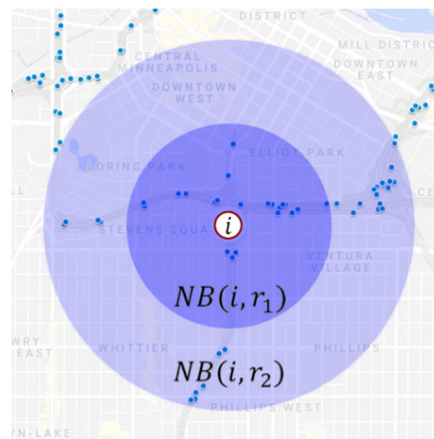 DISTRICT
CENTRAL
MINNEAPOLIS
MILL DISTRICT
DOWNTOWN
EAST
DOWNTOWN
WEST
LORING PARK
ELLIOT PARK
STEVENS SQUA
i
VENTURA
VILLAGE
NB(i, r₁)
WHITTIER
PHILLIPS
NB(i, r₂)
PHILLIPS WEST
WRY
EAST
YN-LAKE